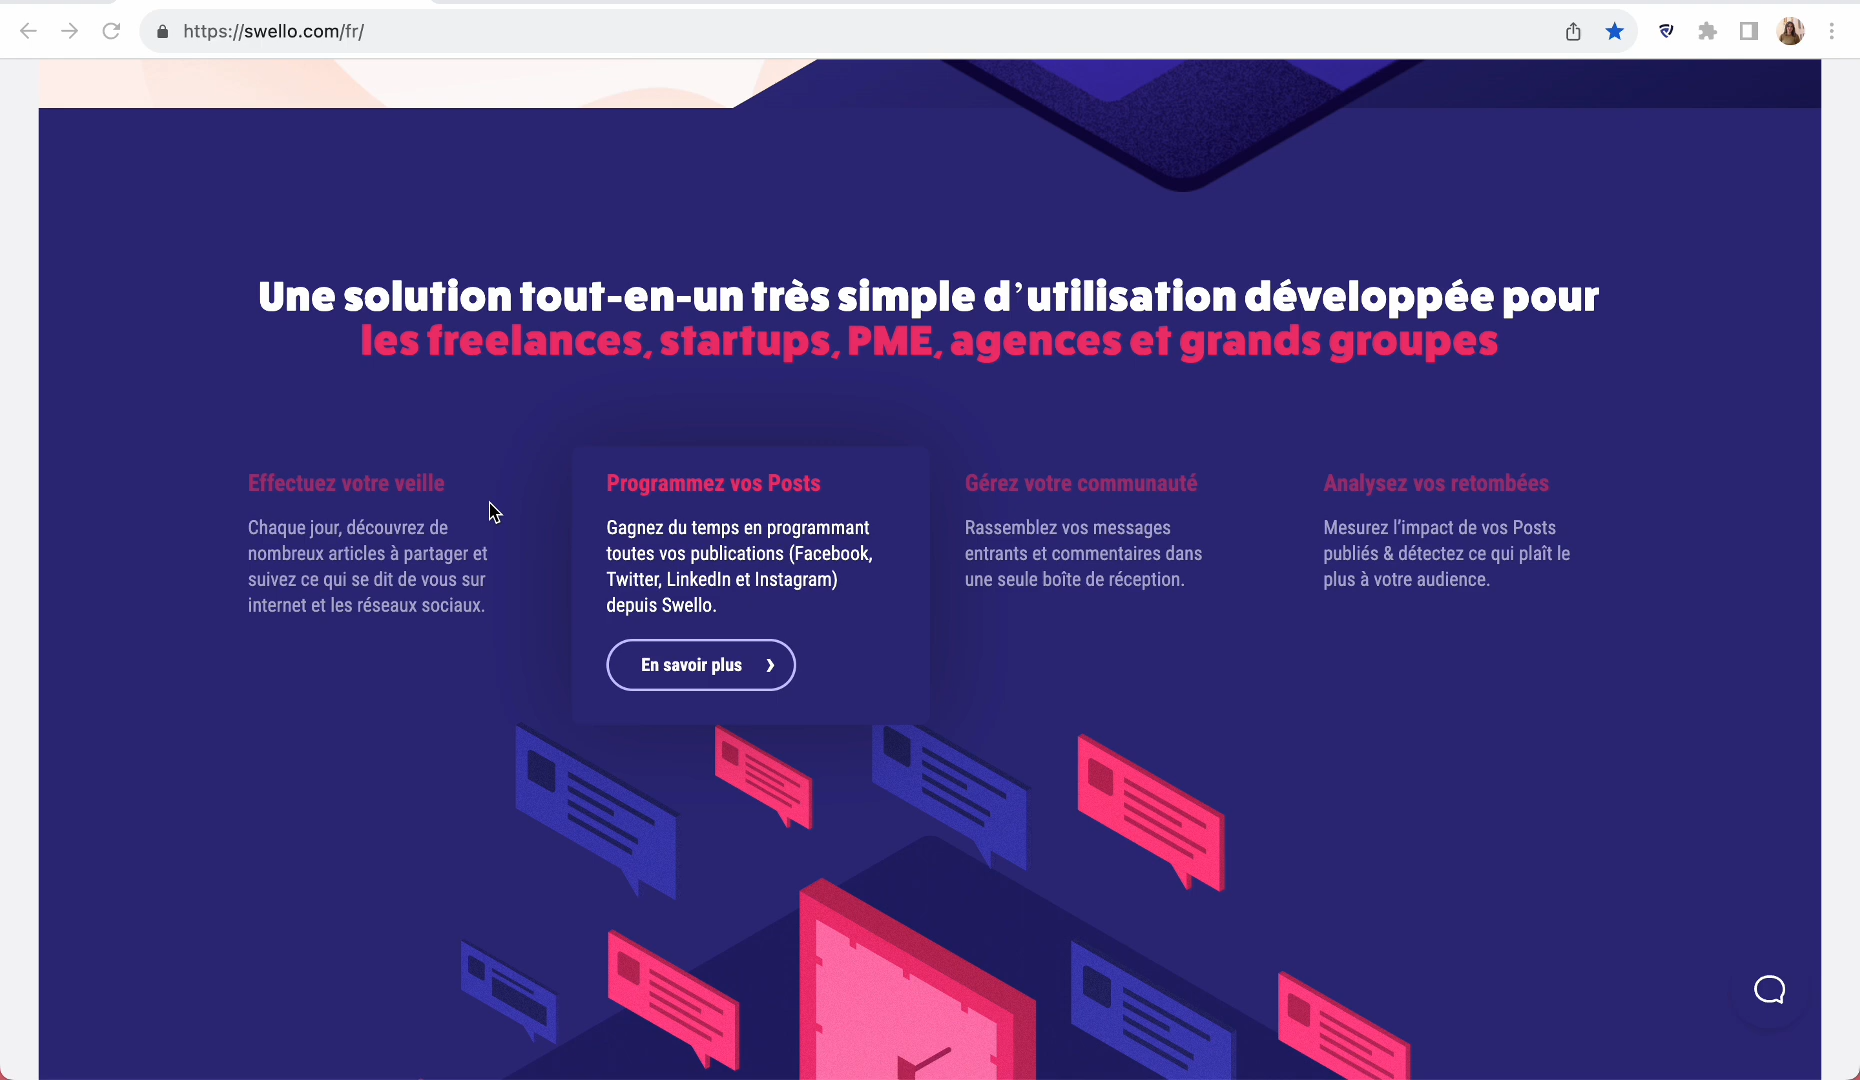 https://swello.com/fr/
Une solution tout-en-un très simple d’utilisation développée pour
les freelances, startups, PME, agences et grands groupes
Effectuez votre veille
Chaque jour, découvrez de
nombreux articles à partager et
suivez ce qui se dit de vous sur
internet et les réseaux sociaux.
Programmez vos Posts
Gagnez du temps en programmant
toutes vos publications (Facebook,
Twitter, LinkedIn et Instagram)
depuis Swello.
En savoir plus
Gérez votre communauté
Rassemblez vos messages
entrants et commentaires dans
une seule boîte de réception.
Analysez vos retombées
Mesurez l’impact de vos Posts
publiés & détectez ce qui plaît le
plus à votre audience.